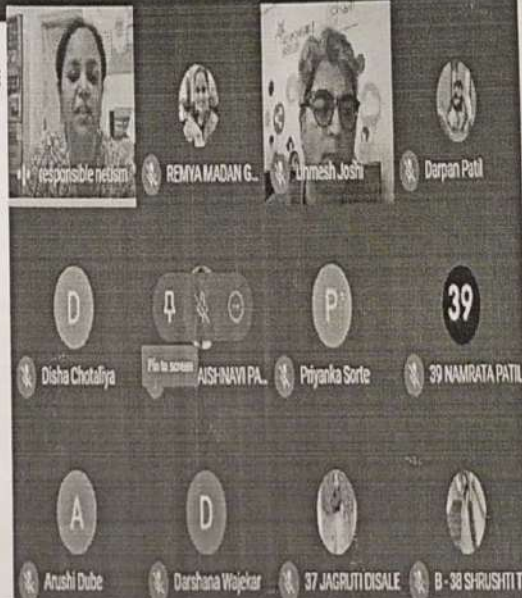 responsible netism
REMYA MADAN G...
Unmesh Joshi
Darpan Patil
D
P
39
Disha Chotaliya
Pin to screen
AISHNAVI PA...
Priyanka Sorte
39 NAMRATA PATIL
A
D
Arushi Dube
Darshana Wajekar
37 JAGRUTI DISALE
B - 38 SHRUSHTI T